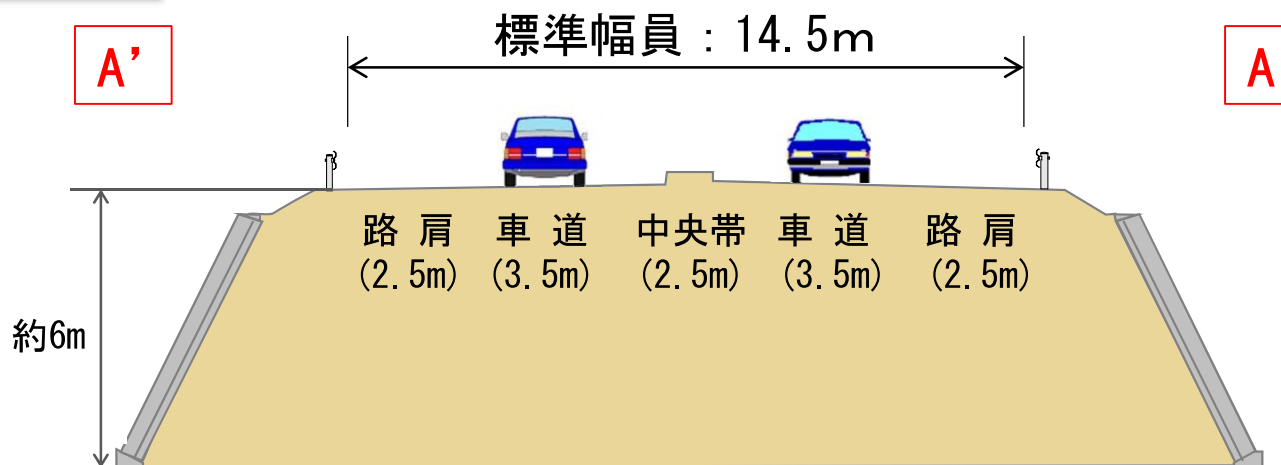 標準幅員：14.5m
A’
A
路肩 車道 中央帯 車道 路肩
(2.5m) (3.5m) (2.5m) (3.5m) (2.5m)
約6m